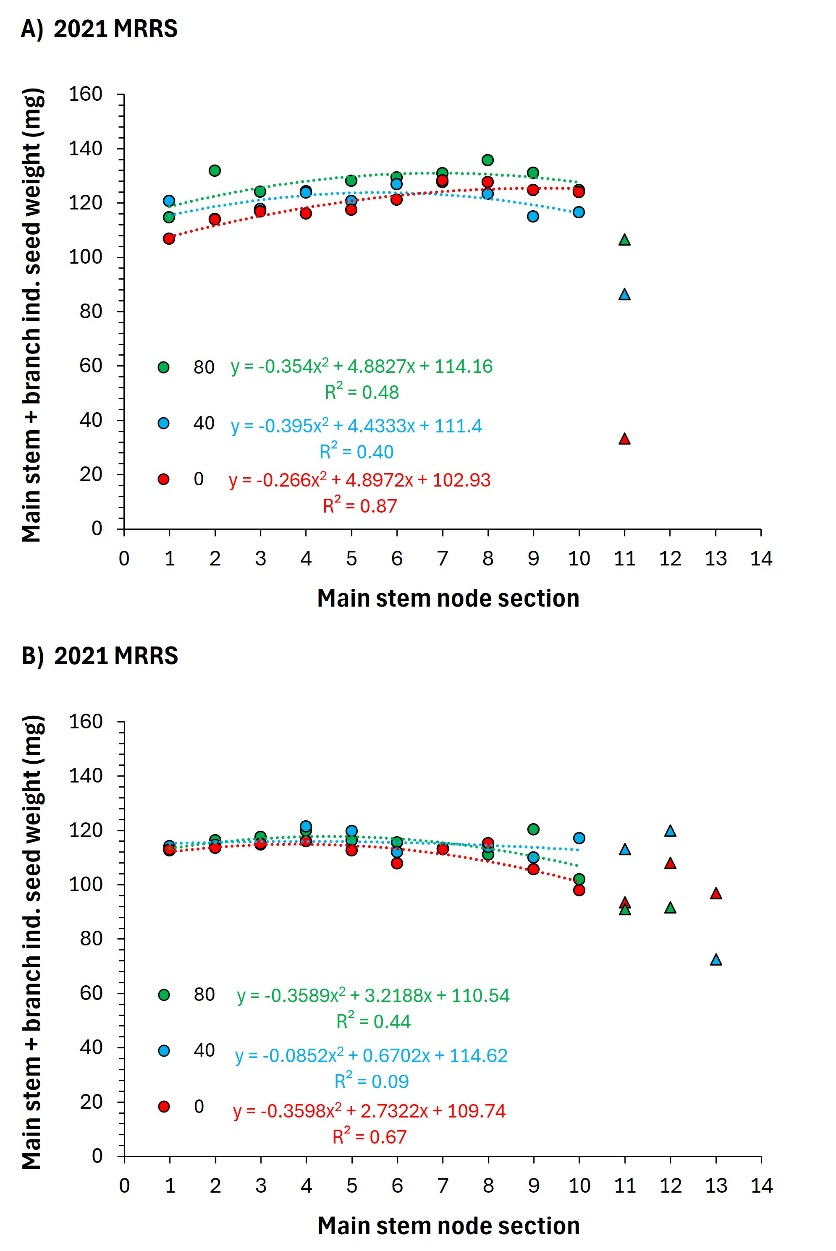 A) 2021 MRRS
Main stem + branch ind. seed weight (mg)
160
140
120
100
80
60
40
20
0
80 y = -0.354x² + 4.8827x + 114.16
R² = 0.48
40 y = -0.395x² + 4.4333x + 111.4
R² = 0.40
0 y = -0.266x² + 4.8972x + 102.93
R² = 0.87
0 1 2 3 4 5 6 7 8 9 10 11 12 13 14
Main stem node section
B) 2021 MRRS
Main stem + branch ind. seed weight (mg)
160
140
120
100
80
60
40
20
0
80 y = -0.3589x² + 3.2188x + 110.54
R² = 0.44
40 y = -0.0852x² + 0.6702x + 114.62
R² = 0.09
0 y = -0.3598x² + 2.7322x + 109.74
R² = 0.67
0 1 2 3 4 5 6 7 8 9 10 11 12 13 14
Main stem node section